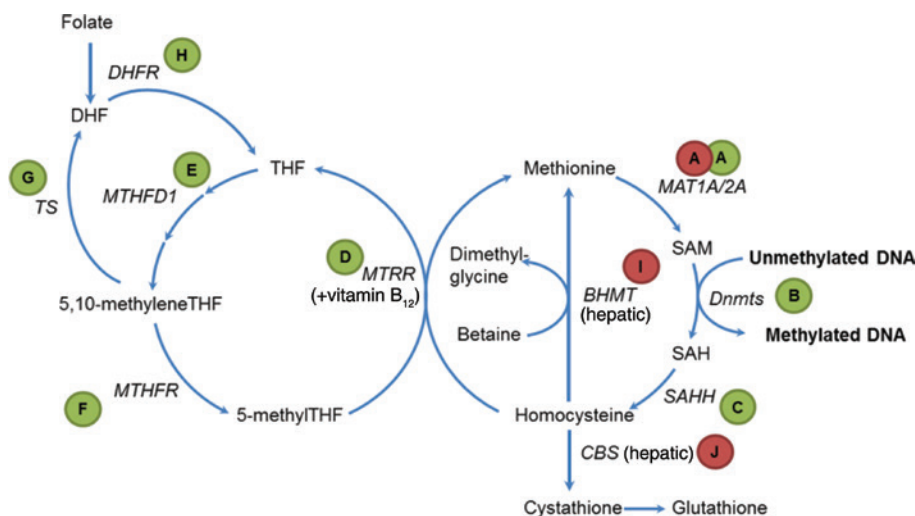 Folate
H
DHFR
DHF
G
TS
E
MTHFD1
THF
5,10-methyleneTHF
F
MTHFR
5-methylTHF
D
MTRR
(+vitamin B12)
Methionine
A A
MAT1A/2A
Dimethyl-
glycine
I
BHMT
(hepatic)
Betaine
SAM
Unmethylated DNA
Dnmts
B
Methylated DNA
SAH
SAHH
C
Homocysteine
CBS (hepatic)
J
Cystathione
Glutathione